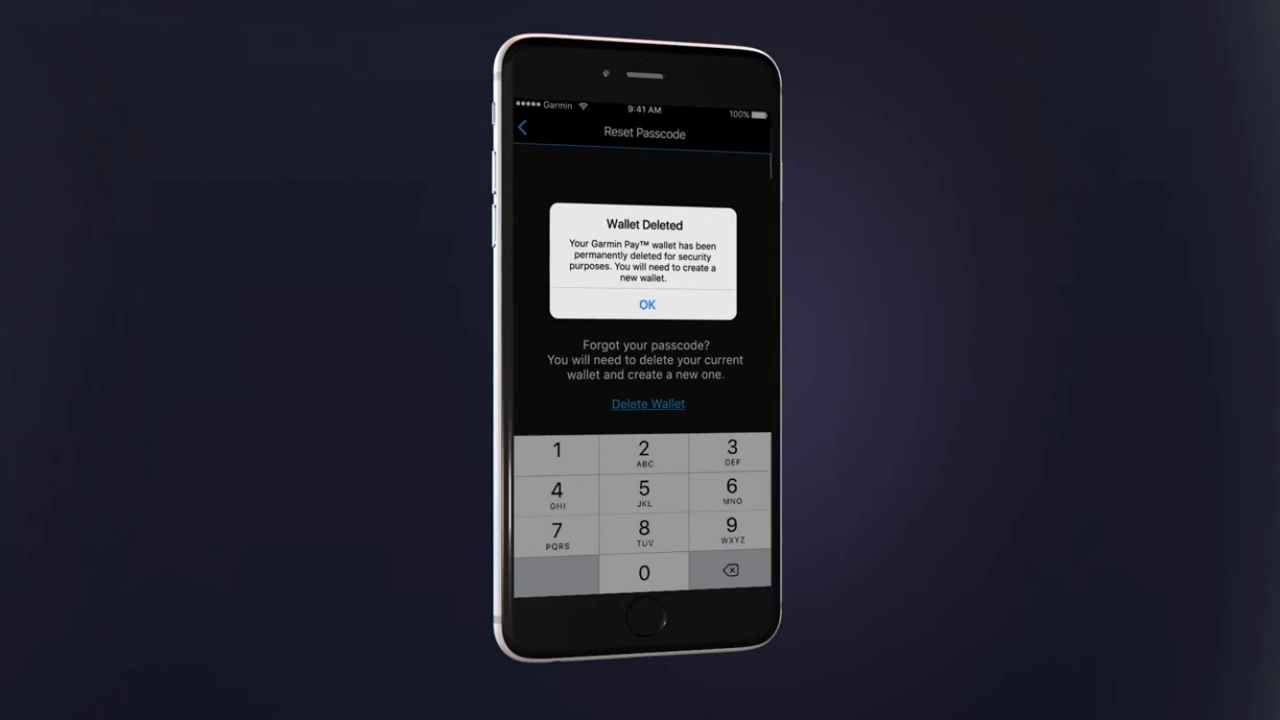 ●●●●● Garmin 9:41 AM 100%
Reset Passcode
Wallet Deleted
Your Garmin Pay™ wallet has been
permanently deleted for security
purposes. You will need to create a
new wallet.
OK
Forgot your passcode?
You will need to delete your current
wallet and create a new one.
Delete Wallet
1 2 3
ABC DEF
4 5 6
GHI JKL MNO
7 8 9
PQRS TUV WXYZ
0